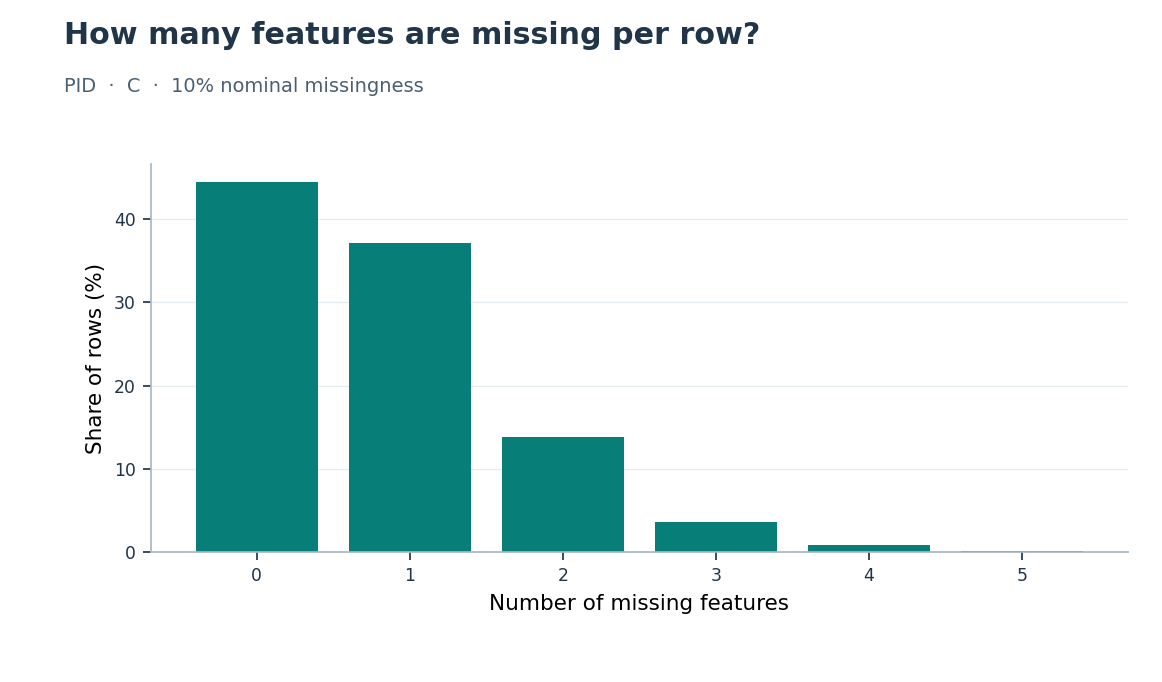 How many features are missing per row?
PID · C · 10% nominal missingness
Share of rows (%)
40
30
20
10
0
0 1 2 3 4 5
Number of missing features